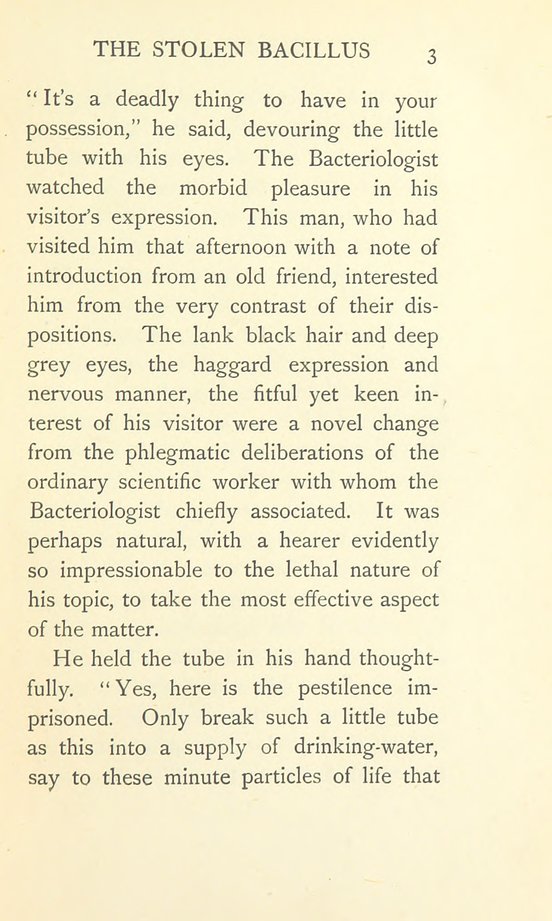 THE STOLEN BACILLUS 3
"It's a deadly thing to have in your
possession," he said, devouring the little
tube with his eyes. The Bacteriologist
watched the morbid pleasure in his
visitor's expression. This man, who had
visited him that afternoon with a note of
introduction from an old friend, interested
him from the very contrast of their dis-
positions. The lank black hair and deep
grey eyes, the haggard expression and
nervous manner, the fitful yet keen in-
terest of his visitor were a novel change
from the phlegmatic deliberations of the
ordinary scientific worker with whom the
Bacteriologist chiefly associated. It was
perhaps natural, with a hearer evidently
so impressionable to the lethal nature of
his topic, to take the most effective aspect
of the matter.
He held the tube in his hand thought-
fully. "Yes, here is the pestilence im-
prisoned. Only break such a little tube
as this into a supply of drinking-water,
say to these minute particles of life that